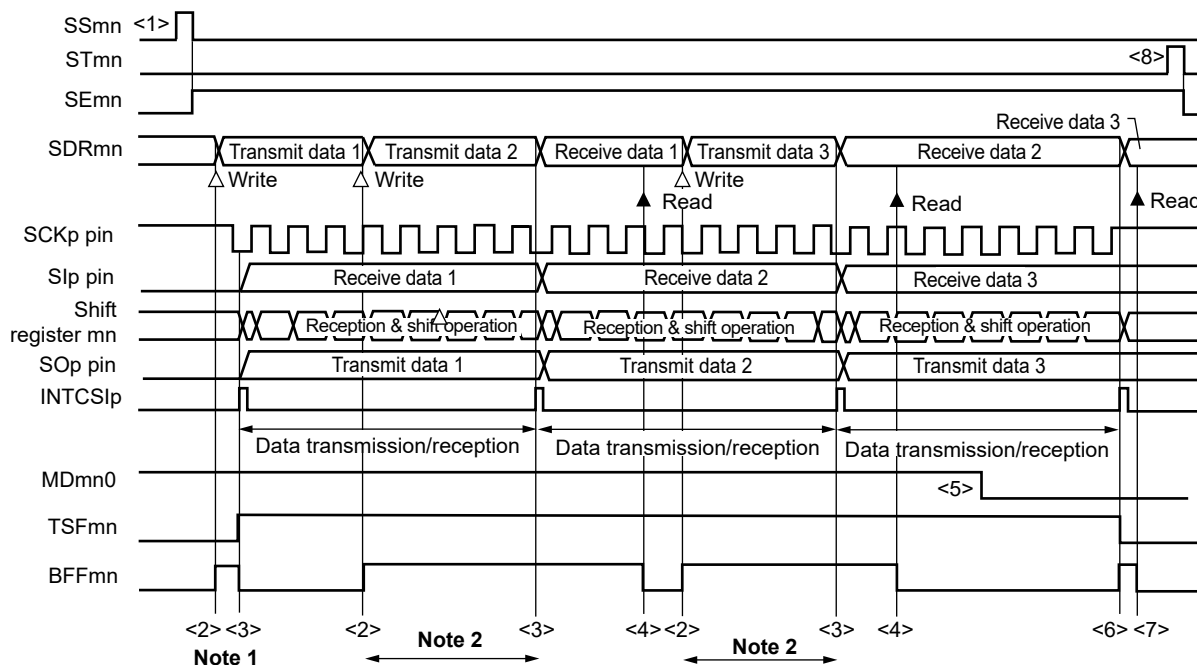 SSmn <1>
STmn <8>
SEmn
Receive data 3
SDRmn Transmit data 1 Transmit data 2 Receive data 1 Transmit data 3 Receive data 2
Write Write Write
Read Read Read
SCKp pin
SIp pin Receive data 1 Receive data 2 Receive data 3
Shift
register mn Reception & shift operation Reception & shift operation Reception & shift operation
SOp pin Transmit data 1 Transmit data 2 Transmit data 3
INTCSIp
Data transmission/reception Data transmission/reception Data transmission/reception
MDmn0 <5>
TSFmn
BFFmn
<2> <3> <2> <3> <4> <2> <3> <4> <6> <7>
Note 1 Note 2 Note 2